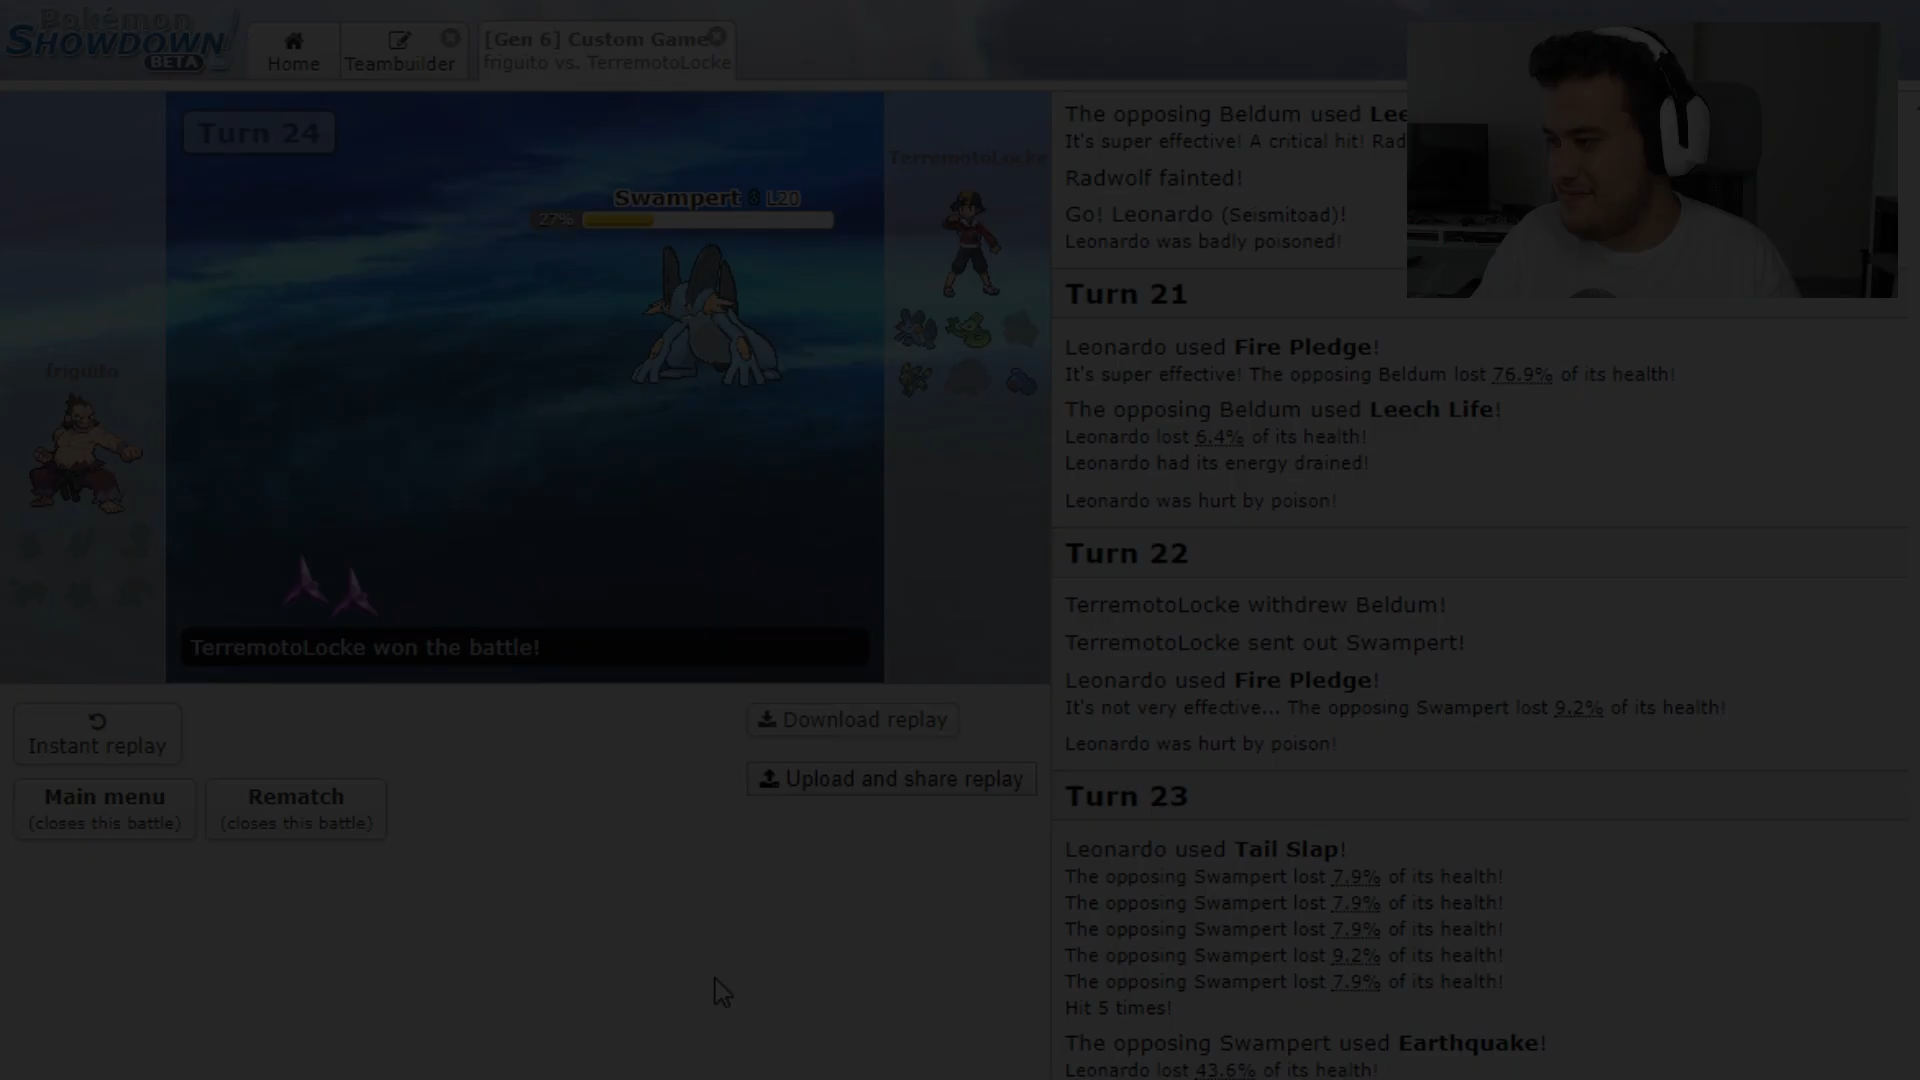 Pokémon
SHOWDOWN
BETA
Home
Teambuilder
[Gen 6] Custom Game
friguito vs. TerremotoLocke
Turn 24
Swampert L20
27%
TerremotoLocke
friguito
TerremotoLocke won the battle!
Instant replay
Download replay
Upload and share replay
Main menu
(closes this battle)
Rematch
(closes this battle)
The opposing Beldum used Lee
It's super effective! A critical hit! Rad
Radwolf fainted!
Go! Leonardo (Seismitoad)!
Leonardo was badly poisoned!
Turn 21
Leonardo used Fire Pledge!
It's super effective! The opposing Beldum lost 76.9% of its health!
The opposing Beldum used Leech Life!
Leonardo lost 6.4% of its health!
Leonardo had its energy drained!
Leonardo was hurt by poison!
Turn 22
TerremotoLocke withdrew Beldum!
TerremotoLocke sent out Swampert!
Leonardo used Fire Pledge!
It's not very effective... The opposing Swampert lost 9.2% of its health!
Leonardo was hurt by poison!
Turn 23
Leonardo used Tail Slap!
The opposing Swampert lost 7.9% of its health!
The opposing Swampert lost 7.9% of its health!
The opposing Swampert lost 7.9% of its health!
The opposing Swampert lost 9.2% of its health!
The opposing Swampert lost 7.9% of its health!
Hit 5 times!
The opposing Swampert used Earthquake!
Leonardo lost 43.6% of its health!